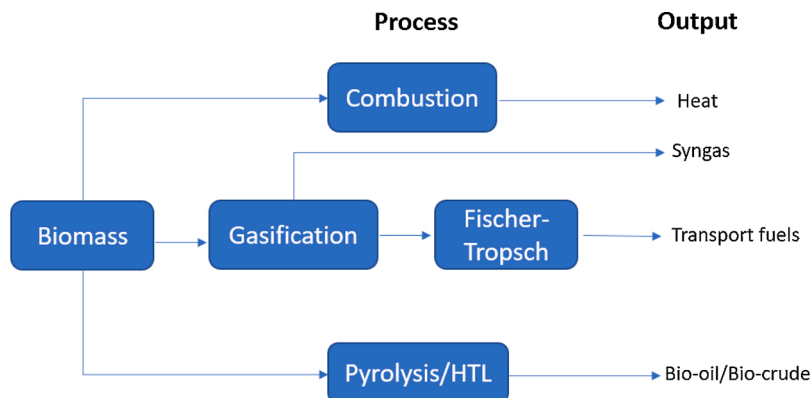 Process
Output
Combustion
Heat
Syngas
Biomass
Gasification
Fischer-
Tropsch
Transport fuels
Pyrolysis/HTL
Bio-oil/Bio-crude